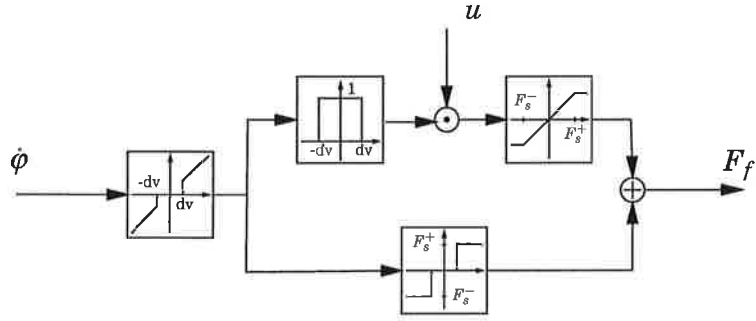 u
1
-dv
dv
F_s^-
F_s^+
φ̇
-dv
dv
F_f
F_s^+
F_s^-